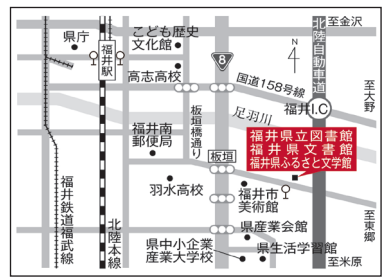 至金沢
北陸自動車道
県庁
福井駅
こども歴史
文化館
高志高校
8
N
国道158号線
至大野
福井I.C
足羽川
板垣橋通り
福井南
郵便局
福井県立図書館
福井県文書館
福井県ふるさと文学館
板垣
羽水高校
福井市
美術館
福井鉄道福武線
北陸本線
県産業会館
県中小企業
産業大学校
県生活学習館
至東郷
至米原